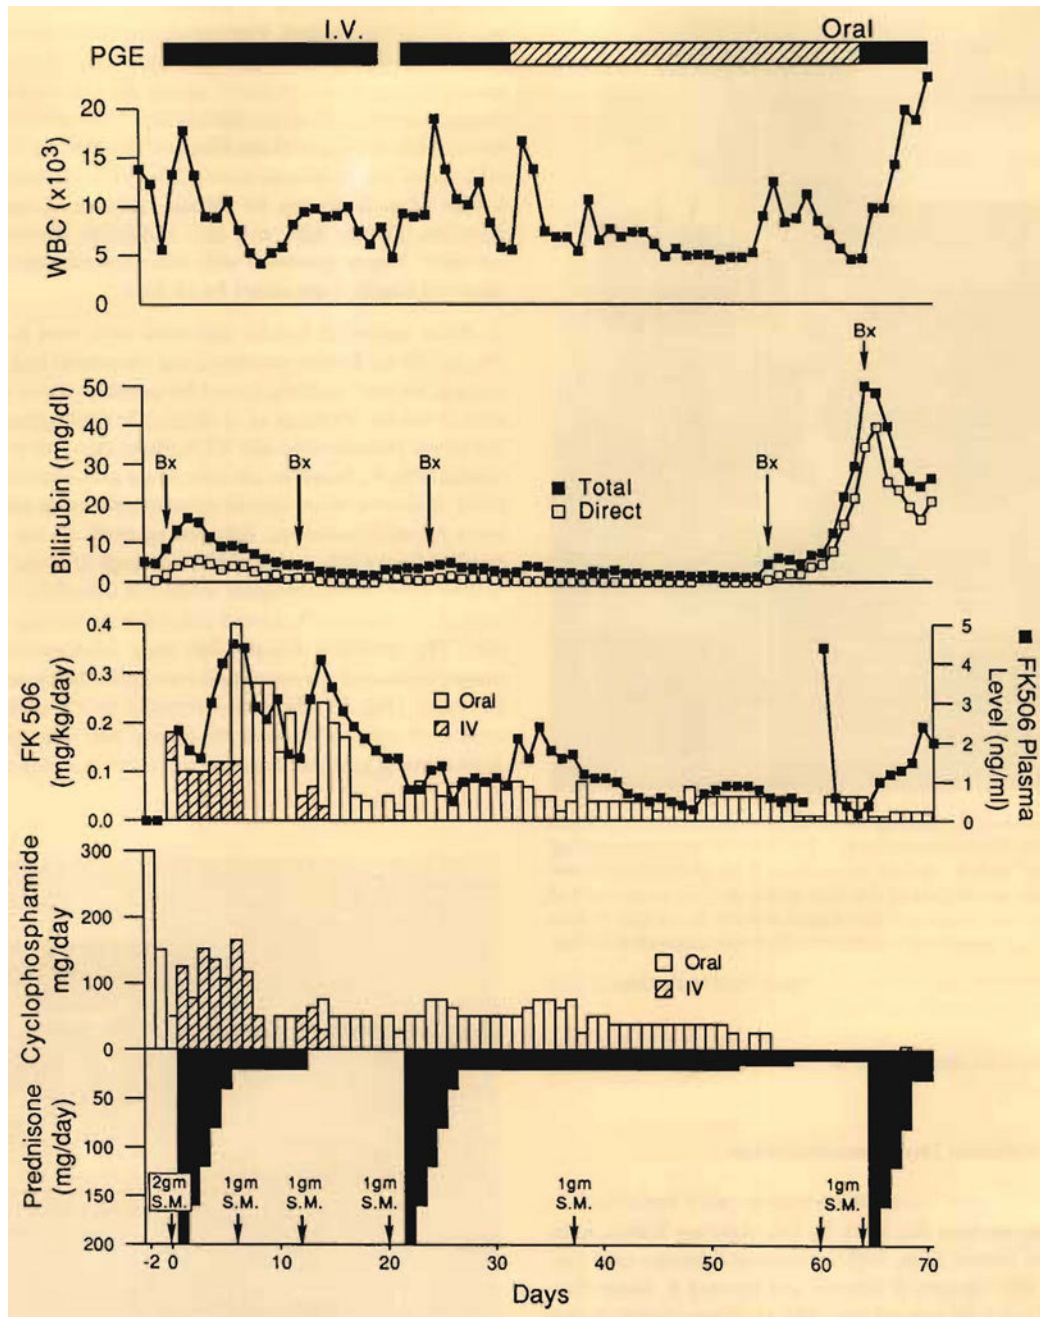 I.V. Oral
PGE
WBC (x10³)
20
15
10
5
0
Bilirubin (mg/dl)
50
40
30
20
10
0
Bx
Bx
Bx
Bx
Bx
Total
Direct
FK 506
(mg/kg/day)
0.4
0.3
0.2
0.1
0.0
Oral
IV
5
4
3
2
1
0
FK506 Plasma
Level (ng/ml)
Cyclophosphamide
mg/day
300
200
100
0
Oral
IV
Prednisone
(mg/day)
50
100
150
200
2gm
S.M.
1gm
S.M.
1gm
S.M.
1gm
S.M.
1gm
S.M.
1gm
S.M.
-2 0 10 20 30 40 50 60 70
Days